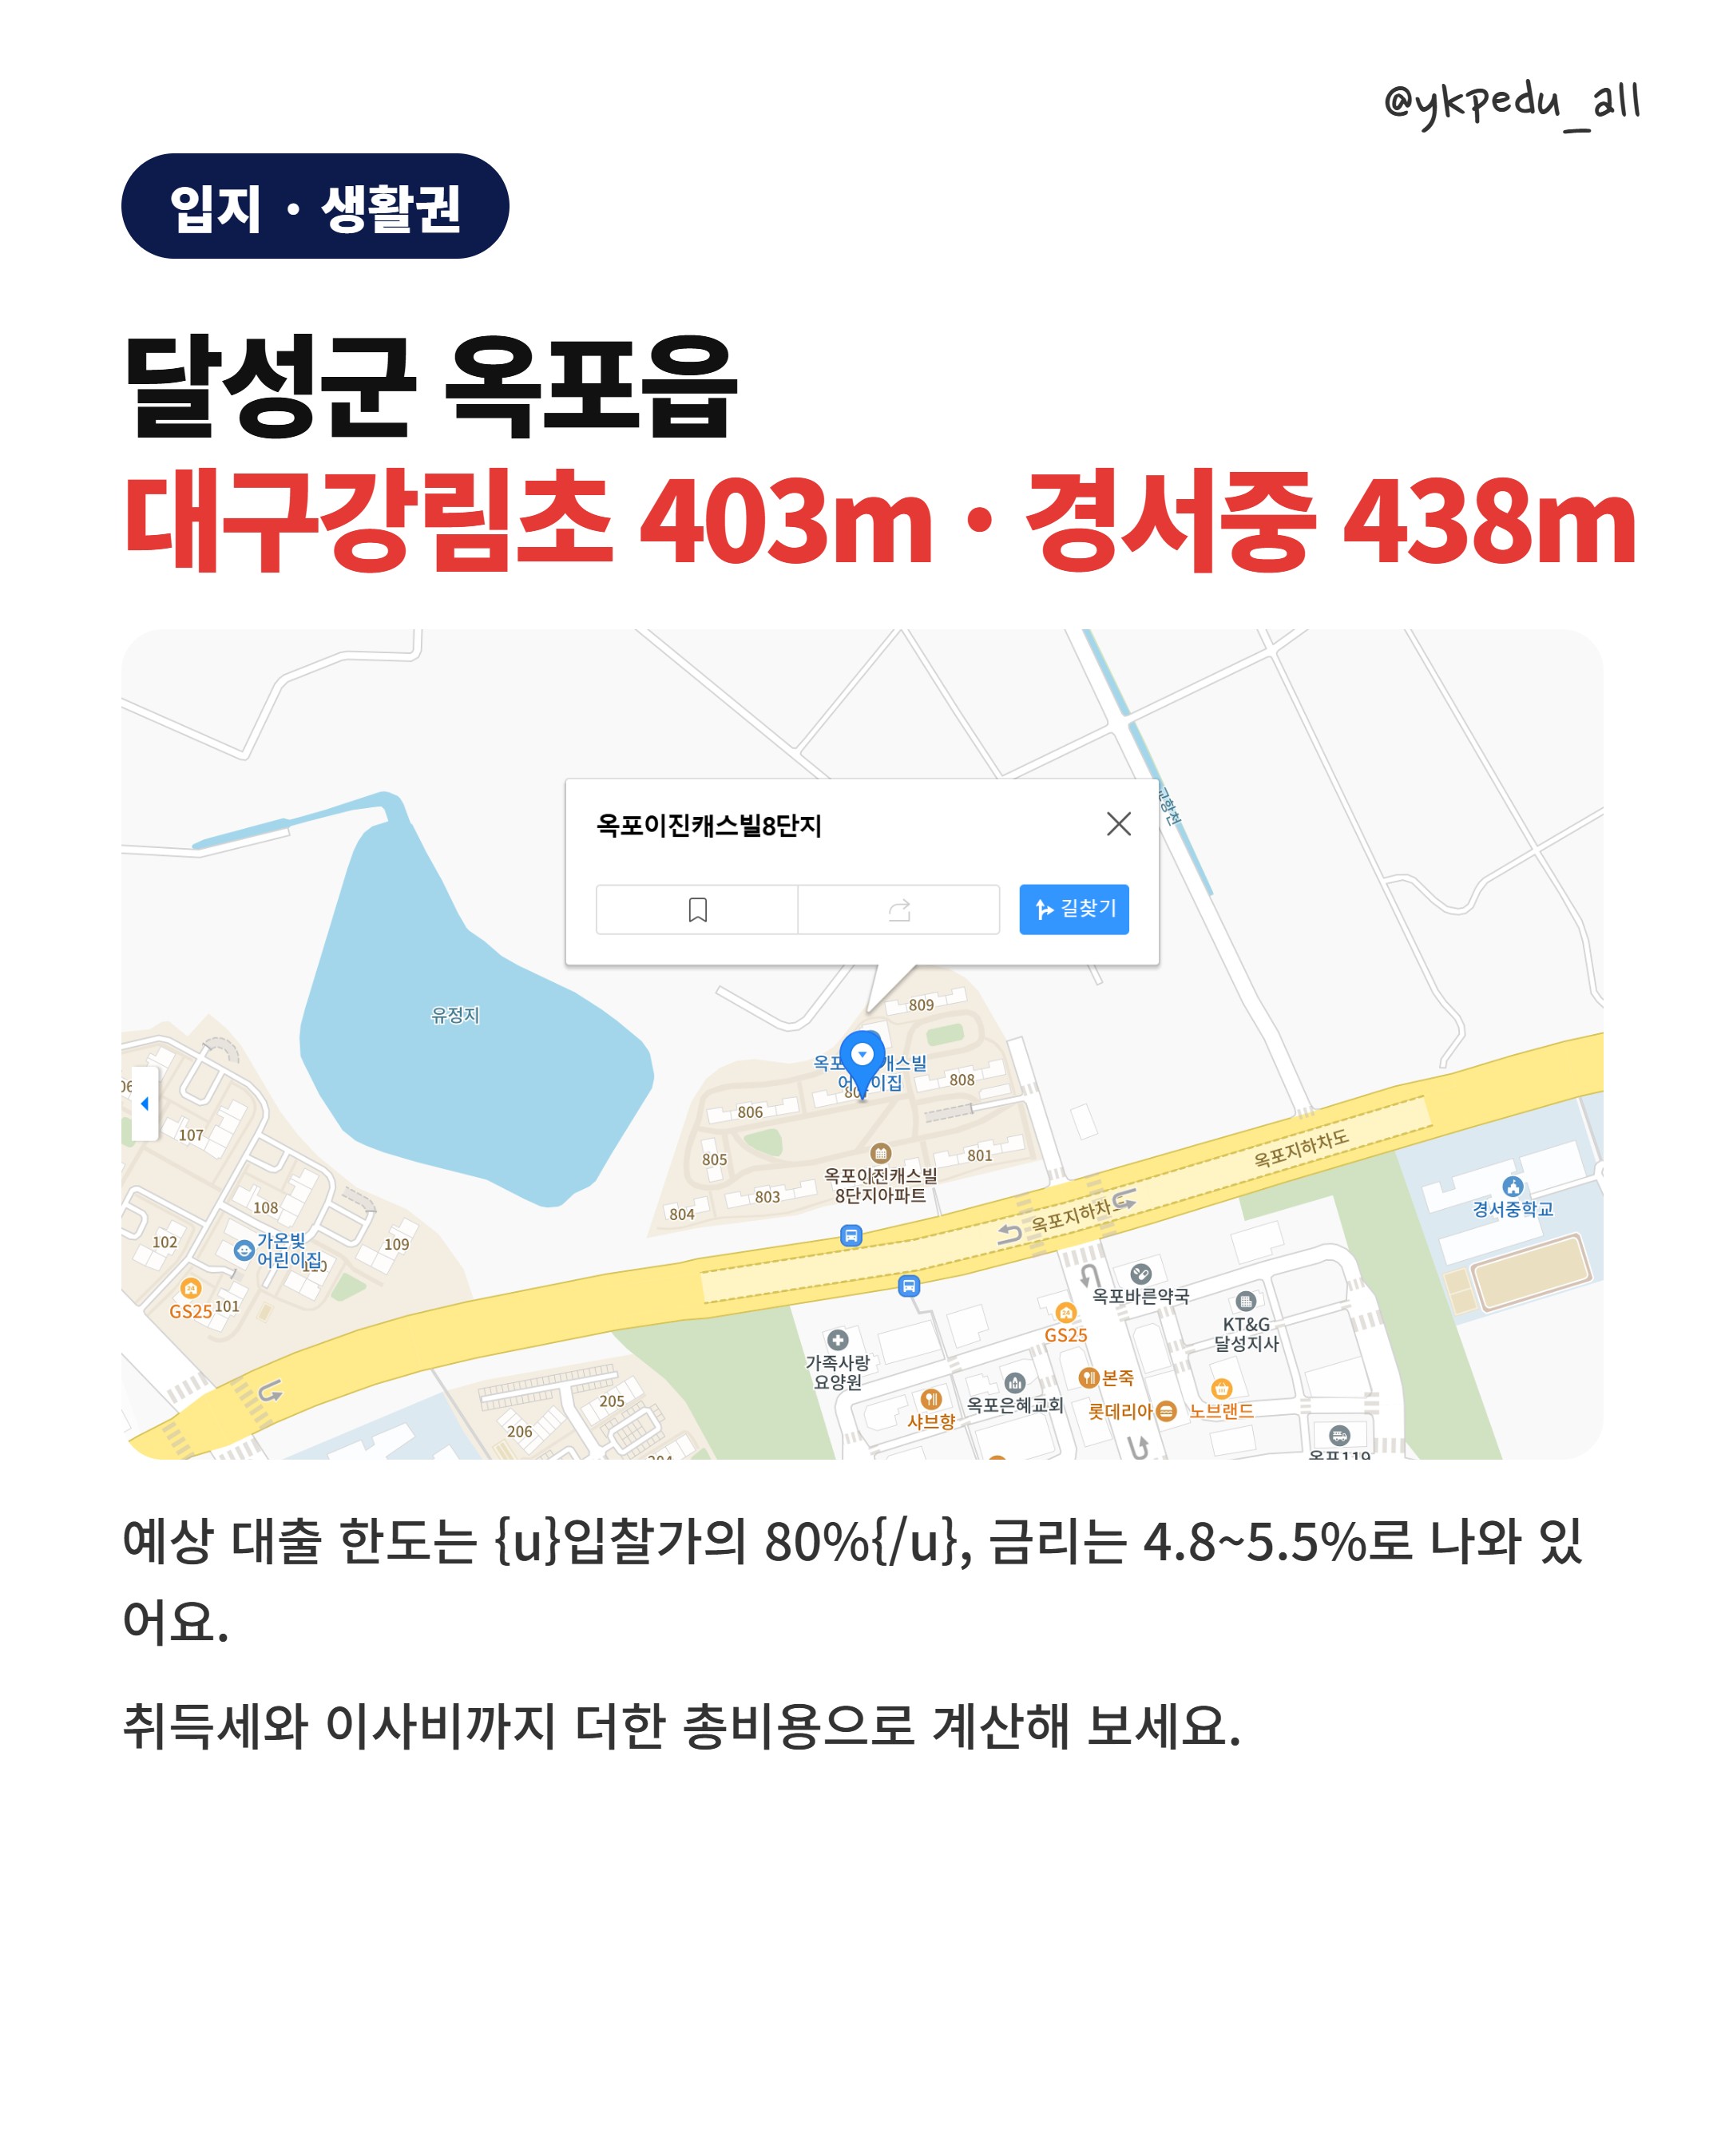 @ykpedu_all
입지 · 생활권
달성군 옥포읍
대구강림초 403m · 경서중 438m
교항천
옥포이진캐스빌8단지
길찾기
유정지
809
808
806
805
801
803
804
옥포이진캐스빌
8단지아파트
옥포지하차도
경서중학교
107
108
102
109
가온빛
어린이집
GS25
101
옥포바른약국
KT&G
달성지사
GS25
가족사랑
요양원
본죽
옥포은혜교회
롯데리아
노브랜드
샤브향
205
206
옥포119
예상 대출 한도는 {u}입찰가의 80%{/u}, 금리는 4.8~5.5%로 나와 있
어요.
취득세와 이사비까지 더한 총비용으로 계산해 보세요.